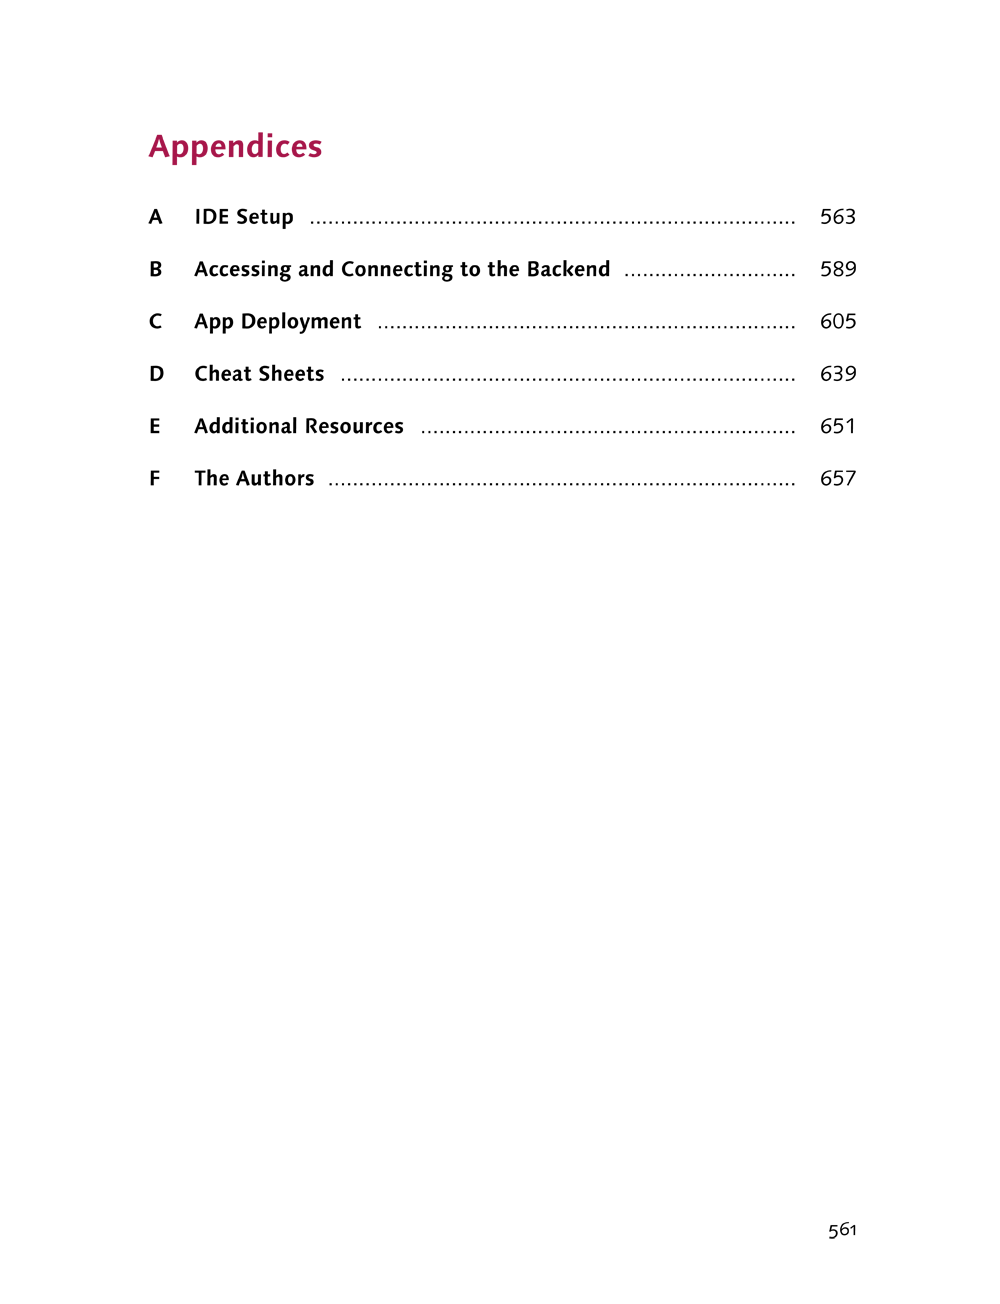 Appendices
A IDE Setup ................................................................................ 563
B Accessing and Connecting to the Backend ............................ 589
C App Deployment ..................................................................... 605
D Cheat Sheets ........................................................................... 639
E Additional Resources .............................................................. 651
F The Authors ............................................................................. 657
561